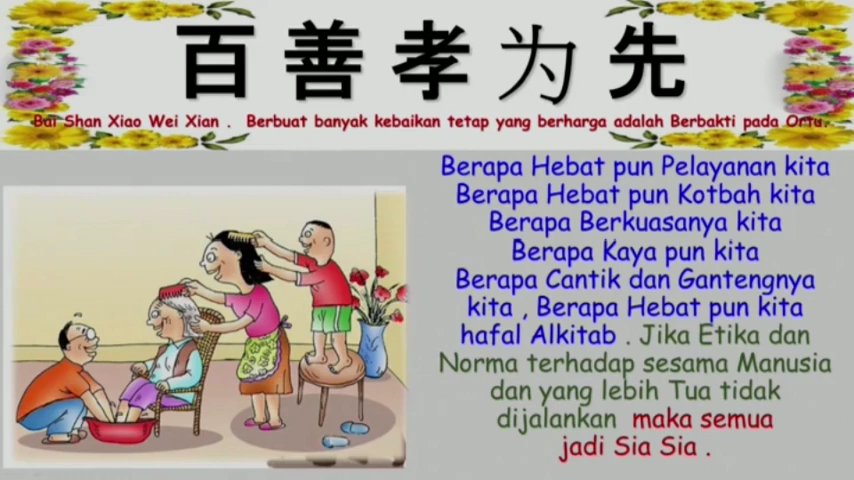 百善孝为先
Bai Shan Xiao Wei Xian . Berbuat banyak kebaikan tetap yang berharga adalah Berbakti pada Ortu.
Berapa Hebat pun Pelayanan kita
Berapa Hebat pun Kotbah kita
Berapa Berkuasanya kita
Berapa Kaya pun kita
Berapa Cantik dan Gantengnya
kita , Berapa Hebat pun kita
hafal Alkitab . Jika Etika dan
Norma terhadap sesama Manusia
dan yang lebih Tua tidak
dijalankan maka semua
jadi Sia Sia .